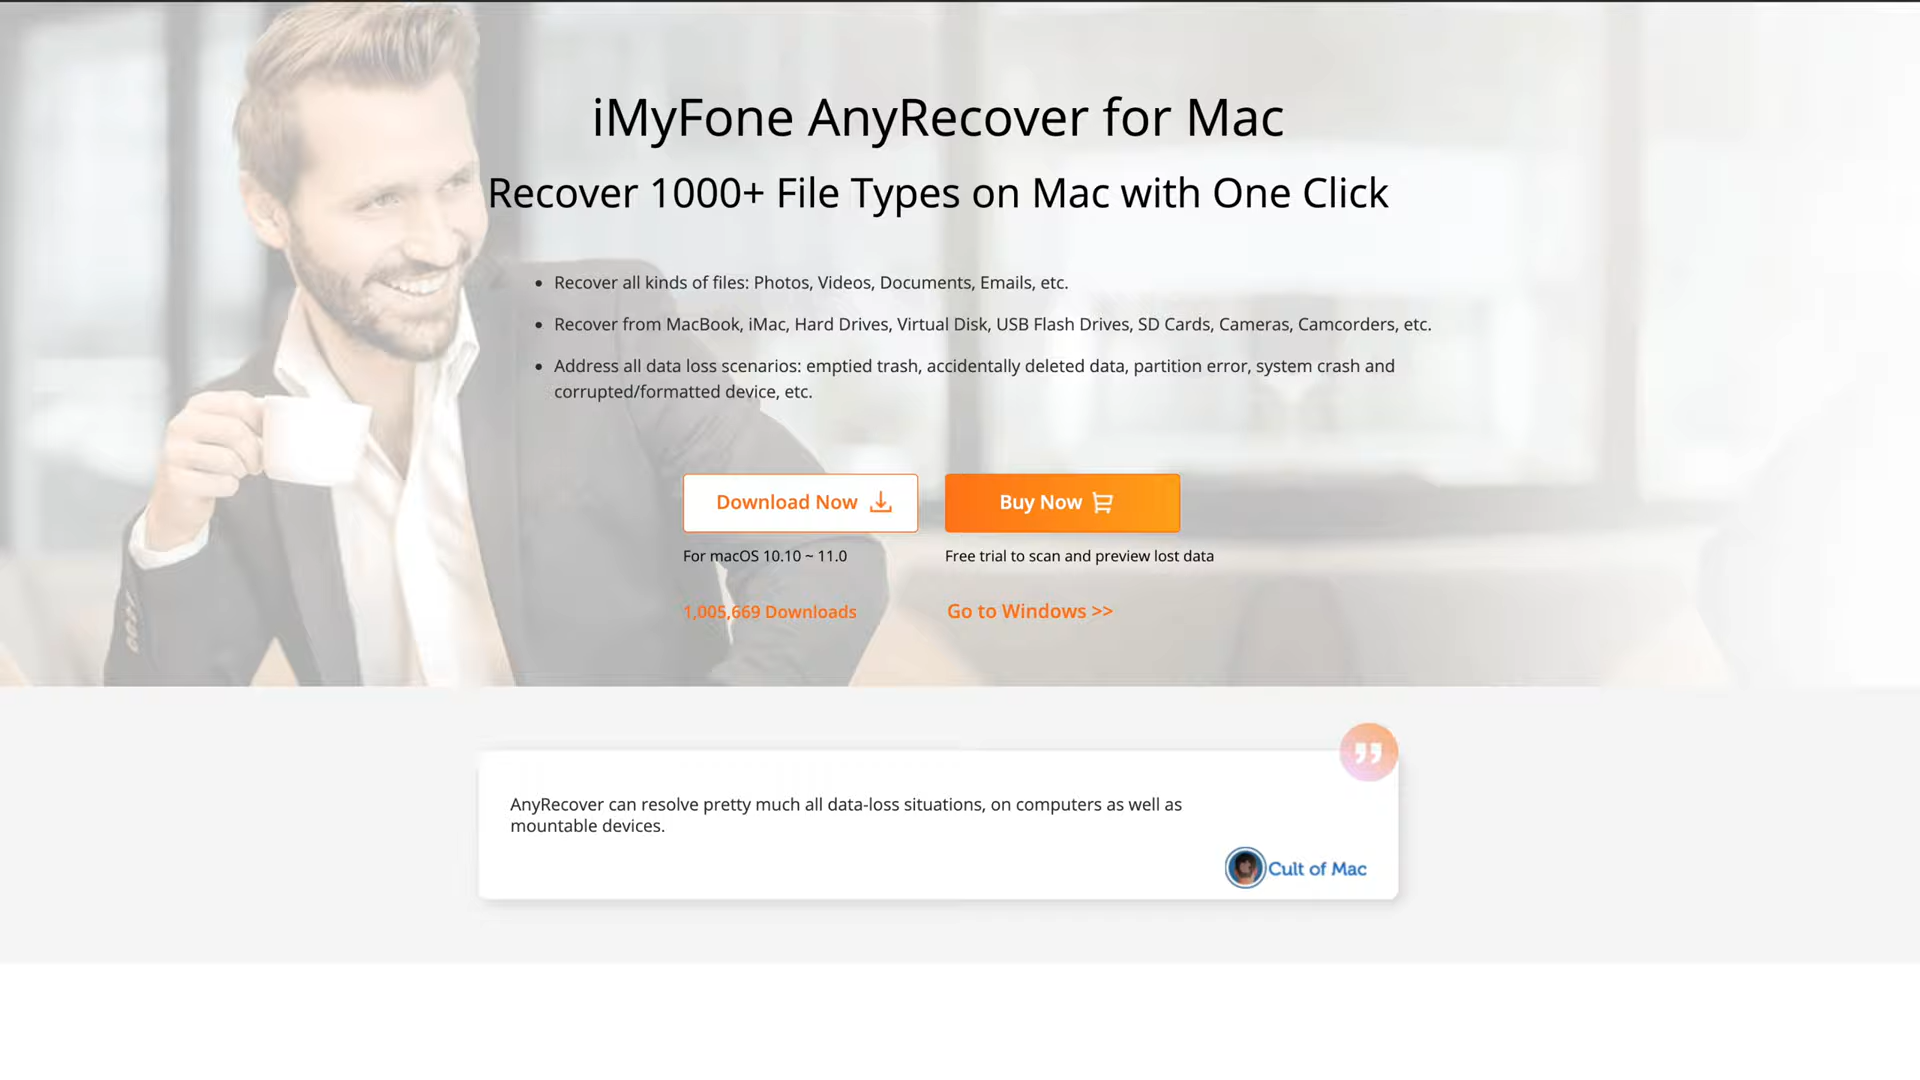 iMyFone AnyRecover for Mac
Recover 1000+ File Types on Mac with One Click
Recover all kinds of files: Photos, Videos, Documents, Emails, etc.
Recover from MacBook, iMac, Hard Drives, Virtual Disk, USB Flash Drives, SD Cards, Cameras, Camcorders, etc.
Address all data loss scenarios: emptied trash, accidentally deleted data, partition error, system crash and
corrupted/formatted device, etc.
Download Now
Buy Now
For macOS 10.10 ~ 11.0
Free trial to scan and preview lost data
1,005,669 Downloads
Go to Windows >>
AnyRecover can resolve pretty much all data-loss situations, on computers as well as
mountable devices.
Cult of Mac